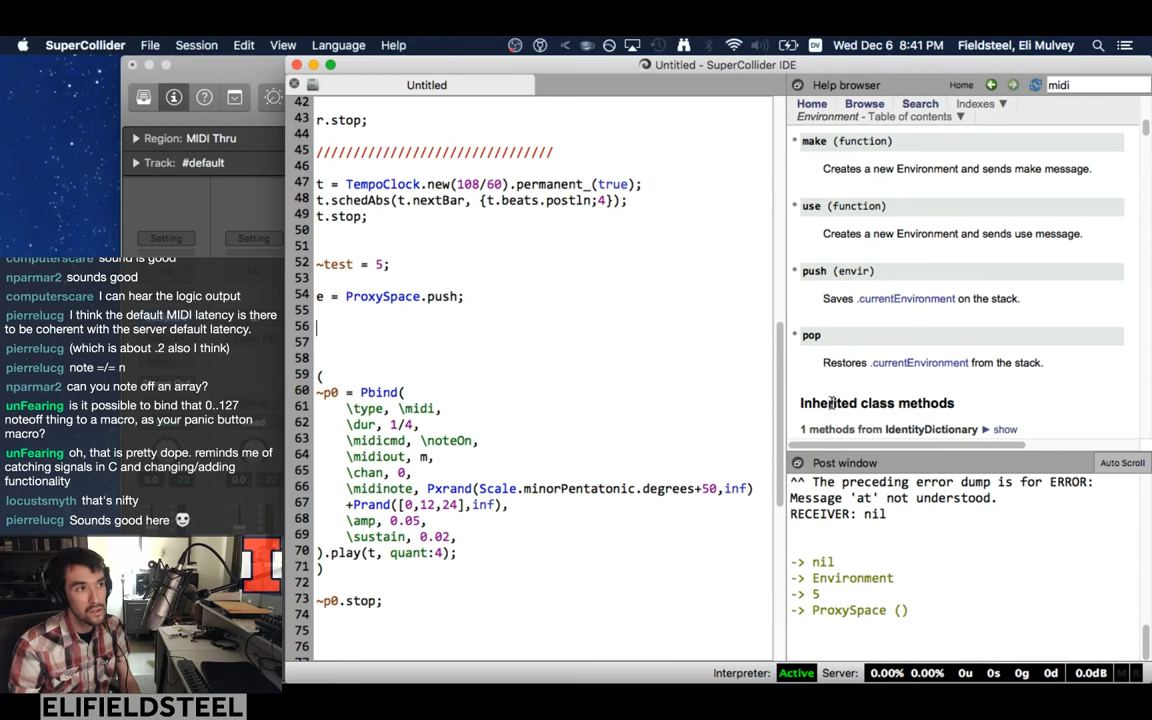 SuperCollider File Session Edit View Language Help
DV Wed Dec 6 8:41 PM Fieldsteel, Eli Mulvey
Untitled - SuperCollider IDE
Untitled
Region: MIDI Thru
Track: #default
Setting Setting
0.0 0.0
42
43 r.stop;
44
45 ///////////////////////////////
46
47 t = TempoClock.new(108/60).permanent_(true);
48 t.schedAbs(t.nextBar, {t.beats.postln;4});
49 t.stop;
50
51
52 ~test = 5;
53
54 e = ProxySpace.push;
55
56
57
58
59 (
60 ~p0 = Pbind(
61 \type, \midi,
62 \dur, 1/4,
63 \midicmd, \noteOn,
64 \midiout, m,
65 \chan, 0,
66 \midinote, Pxrand(Scale.minorPentatonic.degrees+50,inf)
67 +Prand([0,12,24],inf),
68 \amp, 0.05,
69 \sustain, 0.02,
70 ).play(t, quant:4);
71 )
72
73 ~p0.stop;
74
75
76
77
Help browser Home midi
Home Browse Search Indexes ▼
Environment - Table of contents ▼
* make (function)
Creates a new Environment and sends make message.
* use (function)
Creates a new Environment and sends use message.
* push (envir)
Saves .currentEnvironment on the stack.
* pop
Restores .currentEnvironment from the stack.
Inherited class methods
1 methods from IdentityDictionary ▶ show
Post window Auto Scroll
^^ The preceding error dump is for ERROR:
Message 'at' not understood.
RECEIVER: nil
-> nil
-> Environment
-> 5
-> ProxySpace ()
Interpreter: Active Server: 0.00% 0.00% 0u 0s 0g 0d 0.0dB M R
computerscare sound is good
nparmar2 sounds good
computerscare I can hear the logic output
pierrelucg I think the default MIDI latency is there
to be coherent with the server default latency.
pierrelucg (which is about .2 also I think)
pierrelucg note =/= n
nparmar2 can you note off an array?
unFearing is it possible to bind that 0..127
noteoff thing to a macro, as your panic button
macro?
unFearing oh, that is pretty dope. reminds me of
catching signals in C and changing/adding
functionality
locustsmyth that's nifty
pierrelucg Sounds good here
ELIFIELDSTEEL